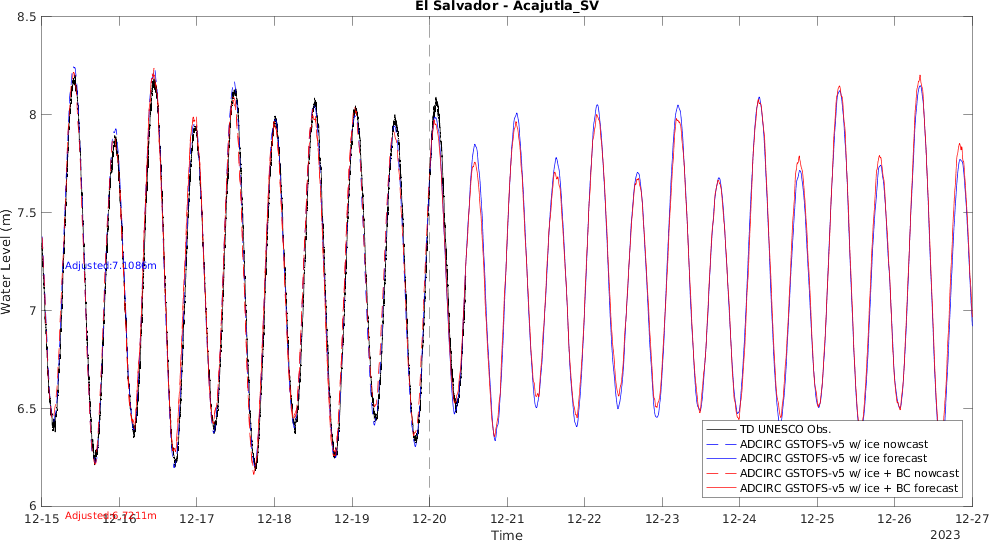 El Salvador - Acajutla_SV
8.5
8
7.5
7
6.5
6
Water Level (m)
Adjusted:7.1086m
Adjusted:6.7211m
TD UNESCO Obs.
ADCIRC GSTOFS-v5 w/ ice nowcast
ADCIRC GSTOFS-v5 w/ ice forecast
ADCIRC GSTOFS-v5 w/ ice + BC nowcast
ADCIRC GSTOFS-v5 w/ ice + BC forecast
12-15 12-16 12-17 12-18 12-19 12-20 12-21 12-22 12-23 12-24 12-25 12-26 12-27
Time
2023